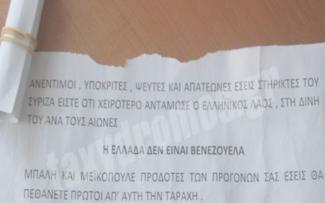 ΑΝΕΝΤΙΜΟΙ , ΥΠΟΚΡΙΤΕΣ , ΨΕΥΤΕΣ ΚΑΙ ΑΠΑΤΕΩΝΕΣ ΕΣΕΙΣ ΣΤΗΡΙΚΤΕΣ ΤΟΥ
ΣΥΡΙΖΑ ΕΙΣΤΕ ΟΤΙ ΧΕΙΡΟΤΕΡΟ ΑΝΤΑΜΩΣΕ Ο ΕΛΛΗΝΙΚΟΣ ΛΑΟΣ , ΣΤΗ ΔΙΝΗ
ΤΟΥ ΑΝΑ ΤΟΥΣ ΑΙΩΝΕΣ
Η ΕΛΛΑΔΑ ΔΕΝ ΕΙΝΑΙ ΒΕΝΕΖΟΥΕΛΑ
ΜΠΑΛΗ ΚΑΙ ΜΕΙΚΟΠΟΥΛΕ ΠΡΟΔΟΤΕΣ ΤΩΝ ΠΡΟΓΟΝΩΝ ΣΑΣ ΕΣΕΙΣ ΘΑ
ΠΕΘΑΝΕΤΕ ΠΡΩΤΟΙ ΑΠ' ΑΥΤΗ ΤΗΝ ΤΑΡΑΧΗ .